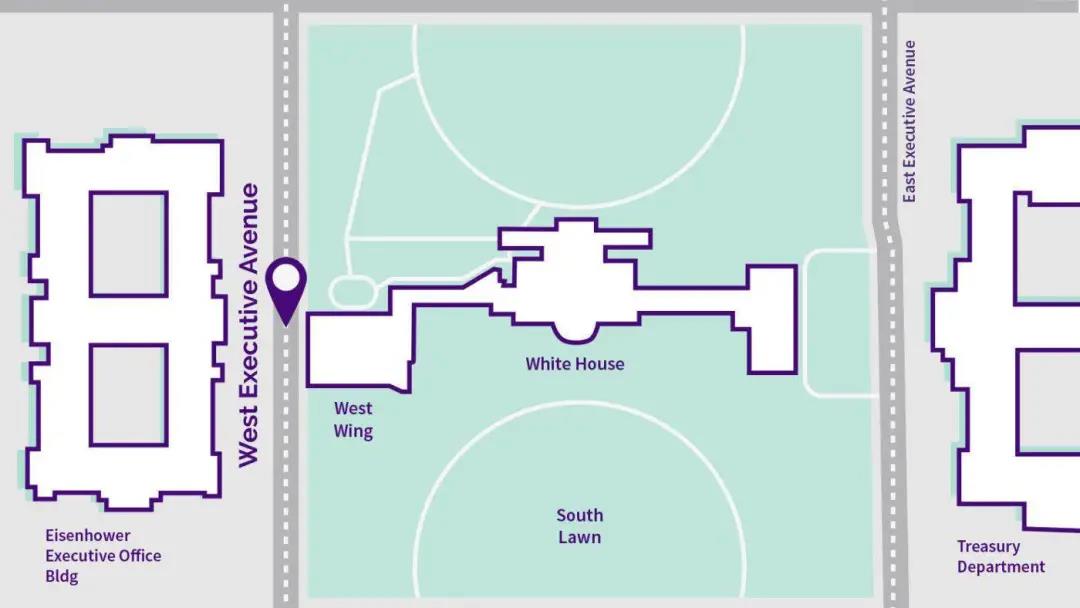 East Executive Avenue
West Executive Avenue
White House
West
Wing
South
Lawn
Eisenhower
Executive Office
Bldg
Treasury
Department